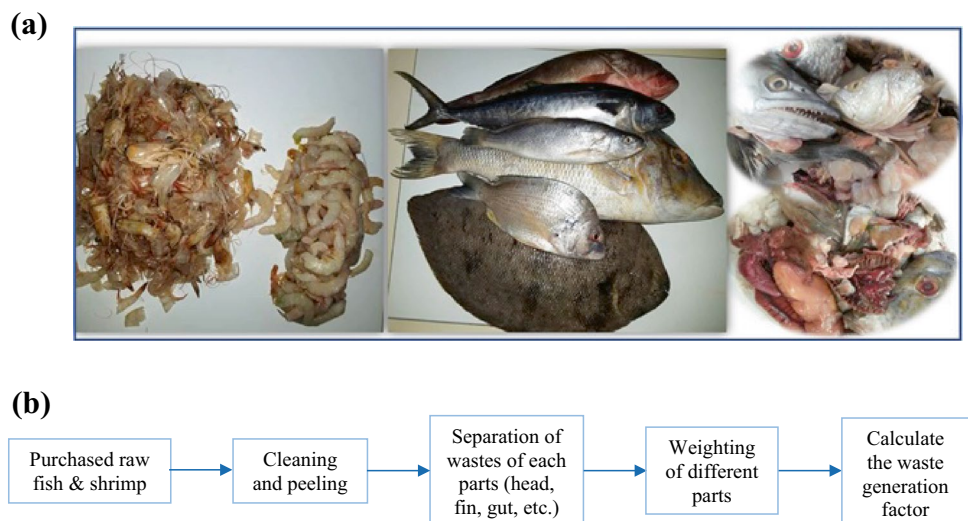 (a)
(b)
Purchased raw
fish & shrimp
Cleaning
and peeling
Separation of
wastes of each
parts (head,
fin, gut, etc.)
Weighting
of different
parts
Calculate
the waste
generation
factor